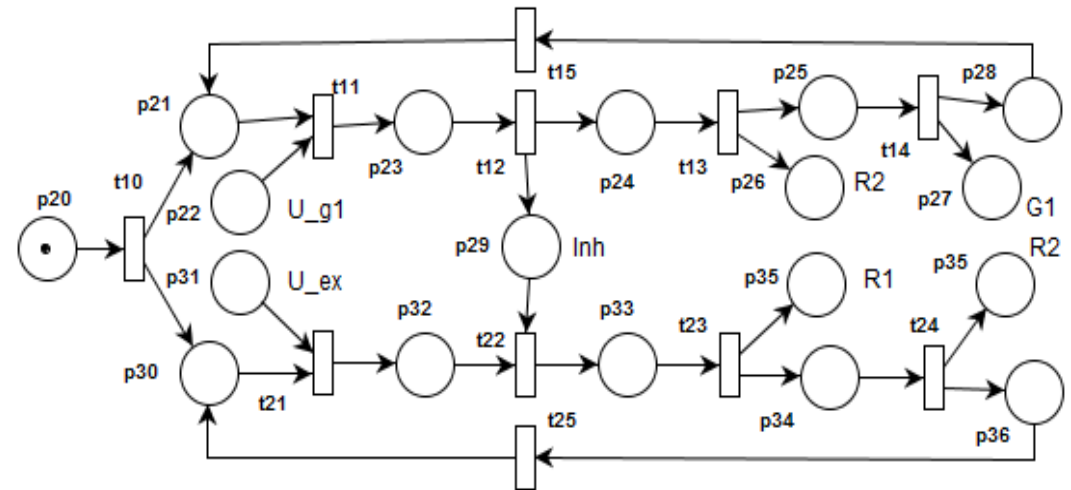 t15
p21
t11
p25
p28
t10
p23
t12
p24
t13
p26
R2
t14
p27
G1
p20
p22
U_g1
p29
Inh
p31
U_ex
p35
R1
p35
R2
p32
t22
p33
t23
t24
p30
t21
t25
p34
p36